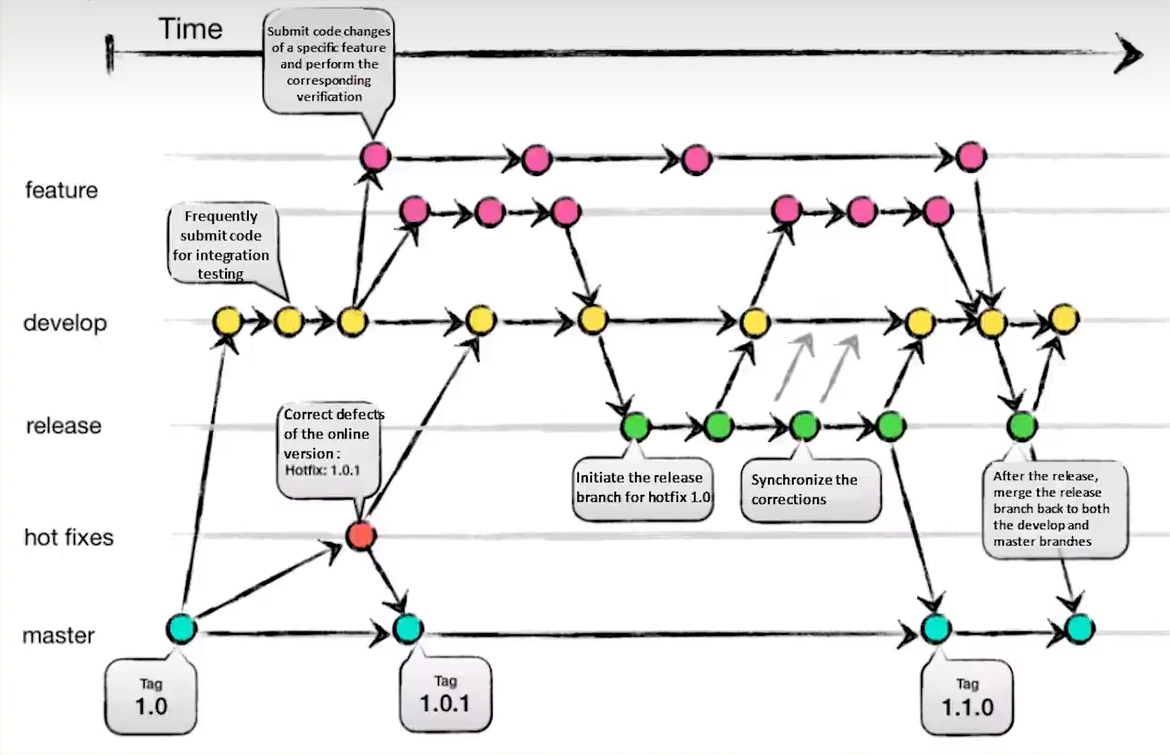 Time
Submit code changes
of a specific feature
and perform the
corresponding
verification
feature
Frequently
submit code
for integration
testing
develop
release
Correct defects
of the online
version :
Hotfix: 1.0.1
Initiate the release
branch for hotfix 1.0
Synchronize the
corrections
After the release,
merge the release
branch back to both
the develop and
master branches
hot fixes
master
Tag
1.0
Tag
1.0.1
Tag
1.1.0